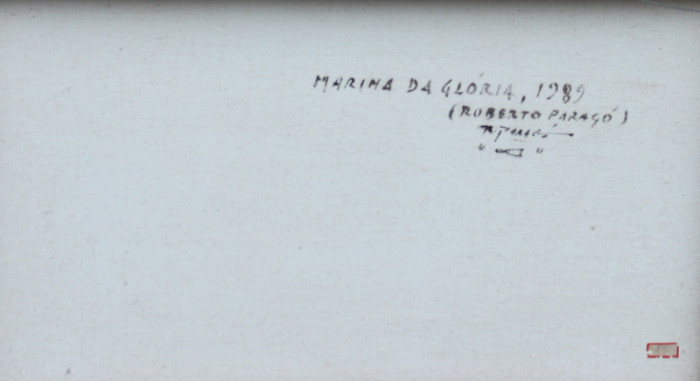 MARINA DA GLÓRIA, 1989
(ROBERTO PARAGÓ)